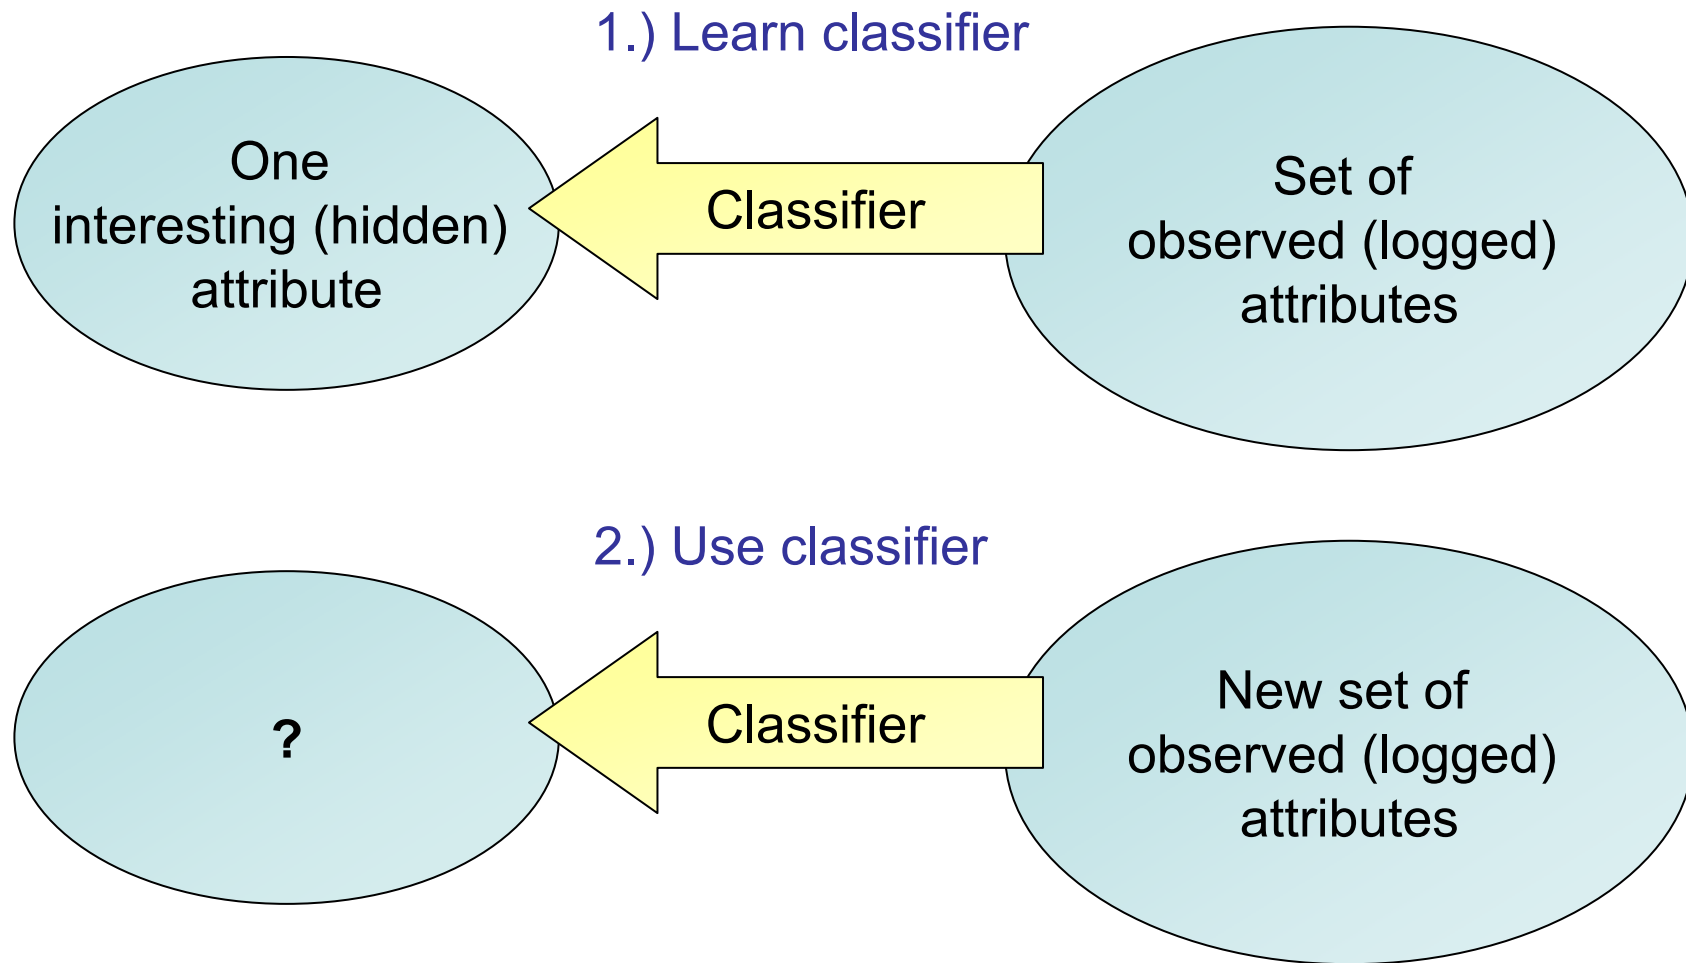 1.) Learn classifier
One
interesting (hidden)
attribute
Classifier
Set of
observed (logged)
attributes
2.) Use classifier
?
Classifier
New set of
observed (logged)
attributes